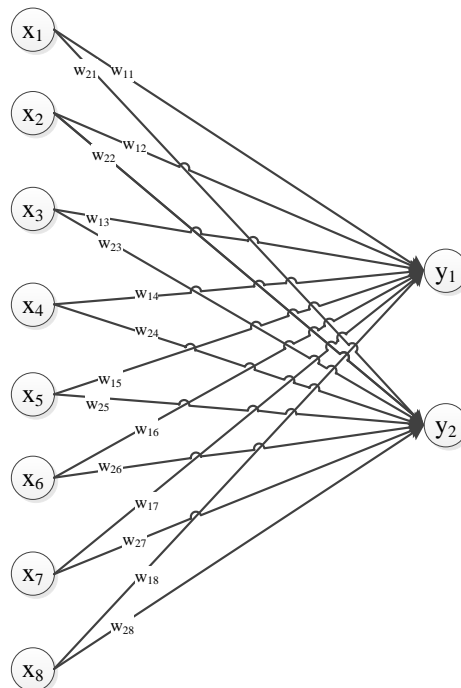 x₁
w₂₁ w₁₁
x₂
w₁₂
w₂₂
x₃
w₁₃
w₂₃
y₁
x₄
w₁₄
w₂₄
w₁₅
x₅
w₂₅
y₂
w₁₆
x₆
w₂₆
w₁₇
w₂₇
x₇
w₁₈
w₂₈
x₈